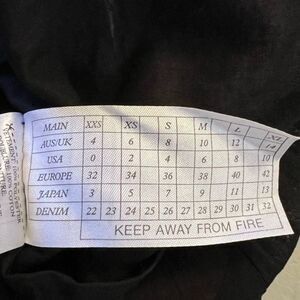 MAIN XXS XS S M L XL
AUS/UK 4 6 8 10 12 14
USA 0 2 4 6 8 10
EUROPE 32 34 36 38 40 42
JAPAN 3 5 7 9 11 13
DENIM 22 23 24 25 26 27 28 29 30 31 32
KEEP AWAY FROM FIRE